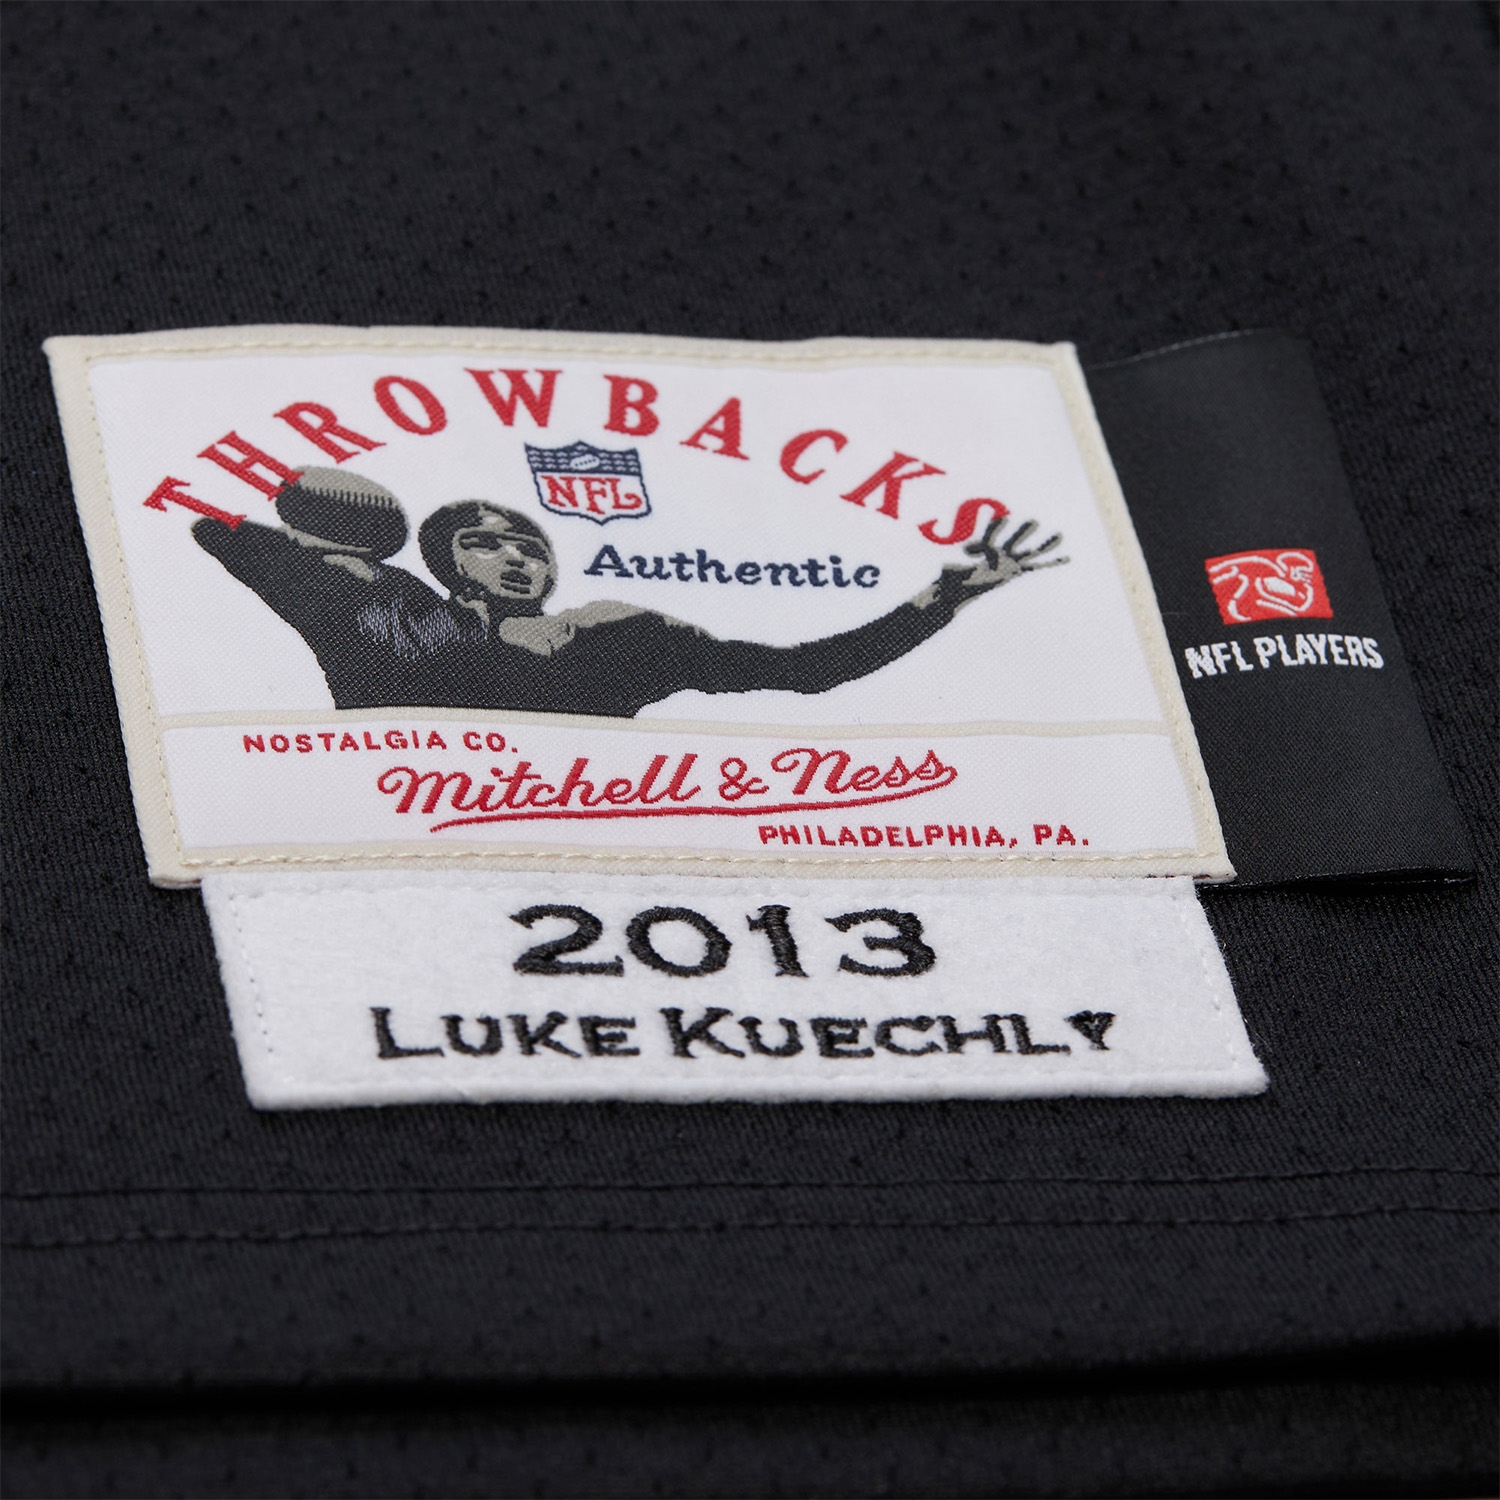 THROWBACKS
NFL
Authentic
NOSTALGIA CO.
Mitchell & Ness
PHILADELPHIA, PA.
NFL PLAYERS
2013
LUKE KUECHLY